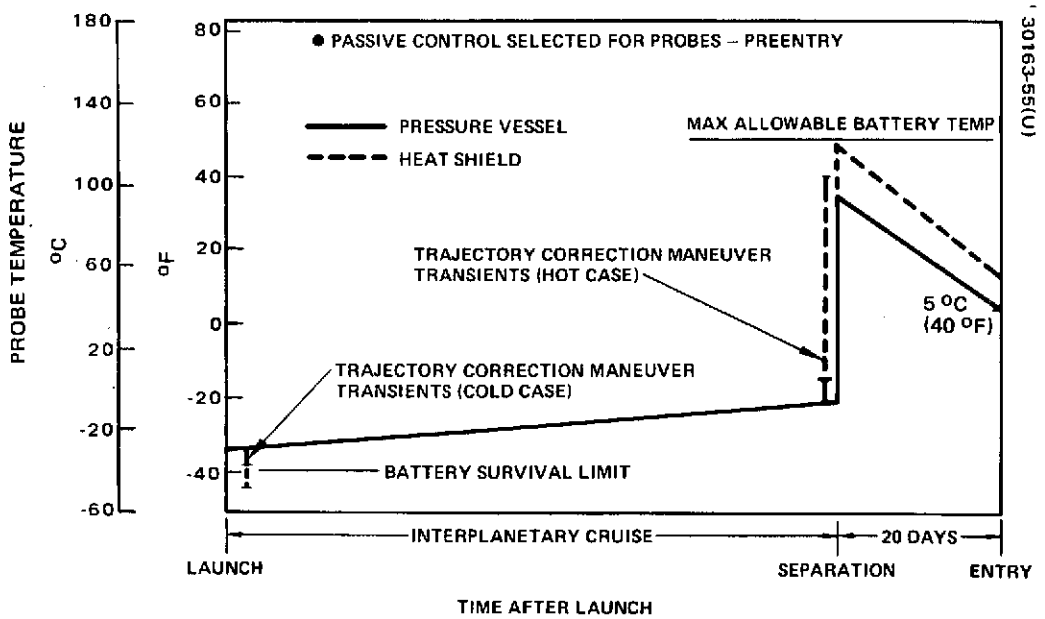 180
140
100
60
20
-20
-60
PROBE TEMPERATURE
°C
80
60
40
20
0
-20
-40
°F
● PASSIVE CONTROL SELECTED FOR PROBES – PREENTRY
PRESSURE VESSEL
HEAT SHIELD
MAX ALLOWABLE BATTERY TEMP
TRAJECTORY CORRECTION MANEUVER
TRANSIENTS (HOT CASE)
5 °C
(40 °F)
TRAJECTORY CORRECTION MANEUVER
TRANSIENTS (COLD CASE)
BATTERY SURVIVAL LIMIT
INTERPLANETARY CRUISE
20 DAYS
LAUNCH
SEPARATION
ENTRY
TIME AFTER LAUNCH
30163-55(U)